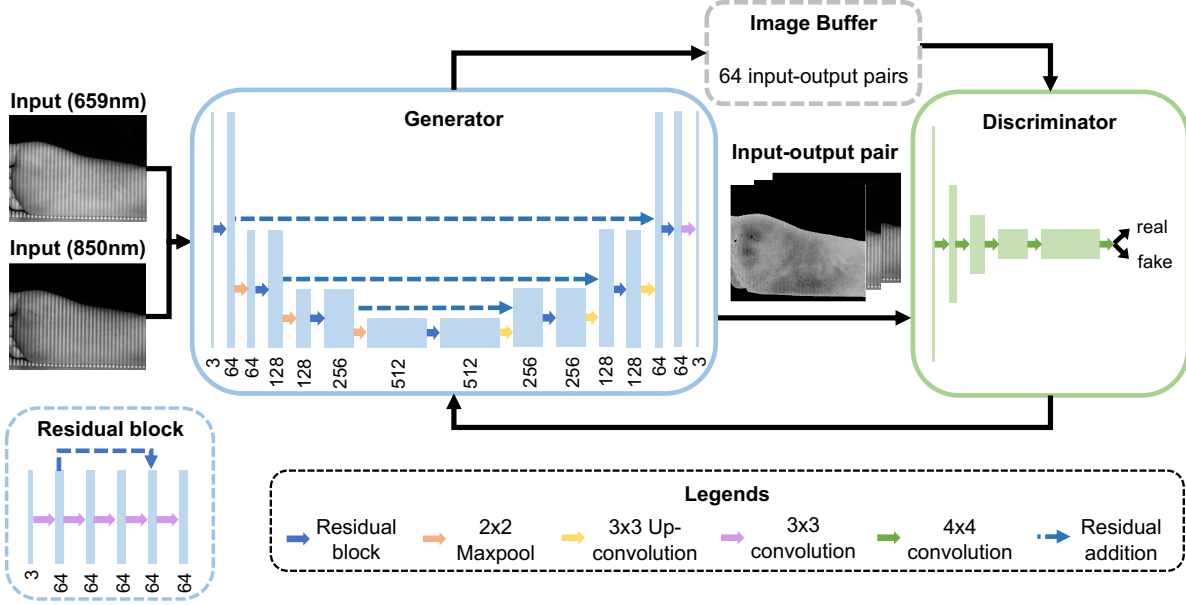 Image Buffer
64 input-output pairs
Input (659nm)
Generator
Discriminator
Input-output pair
Input (850nm)
real
fake
3
64
64
128
128
256
512
512
256
256
128
128
64
64
3
Residual block
3
64
64
64
64
64
Legends
Residual
block
2x2
Maxpool
3x3 Up-
convolution
3x3
convolution
4x4
convolution
Residual
addition